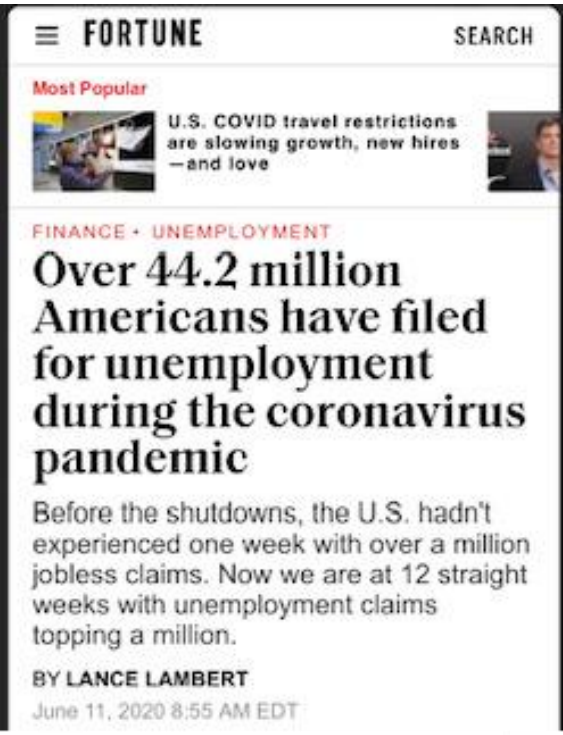 FORTUNE
SEARCH
Most Popular
U.S. COVID travel restrictions
are slowing growth, new hires
—and love
FINANCE • UNEMPLOYMENT
Over 44.2 million
Americans have filed
for unemployment
during the coronavirus
pandemic
Before the shutdowns, the U.S. hadn't
experienced one week with over a million
jobless claims. Now we are at 12 straight
weeks with unemployment claims
topping a million.
BY LANCE LAMBERT
June 11, 2020 8:55 AM EDT